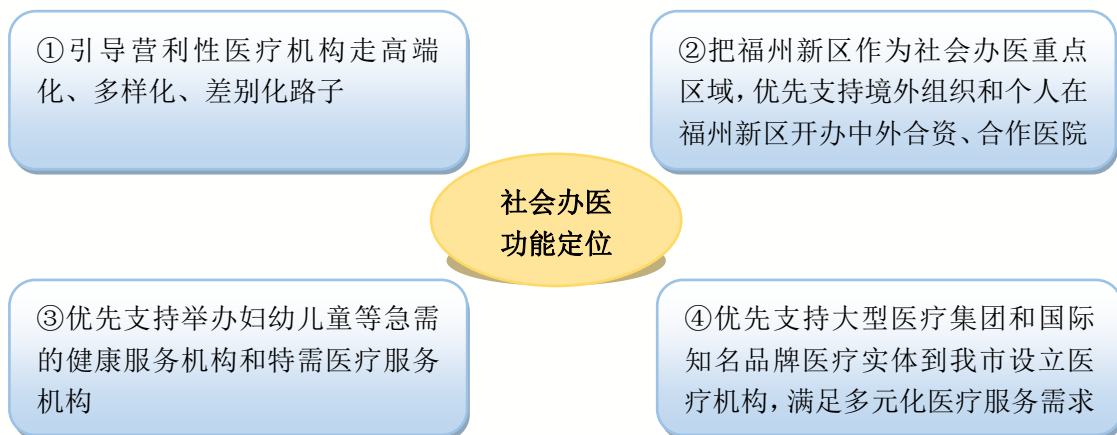 ①引导营利性医疗机构走高端
化、多样化、差别化路子
②把福州新区作为社会办医重点
区域，优先支持境外组织和个人在
福州新区开办中外合资、合作医院
社会办医
功能定位
③优先支持举办妇幼儿童等急需
的健康服务机构和特需医疗服务
机构
④优先支持大型医疗集团和国际
知名品牌医疗实体到我市设立医
疗机构，满足多元化医疗服务需求